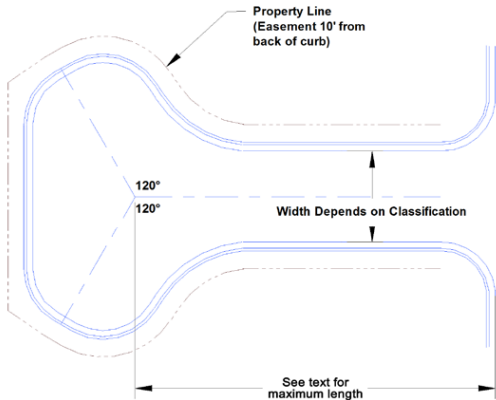 Property Line
(Easement 10' from
back of curb)
120°
120°
Width Depends on Classification
See text for
maximum length